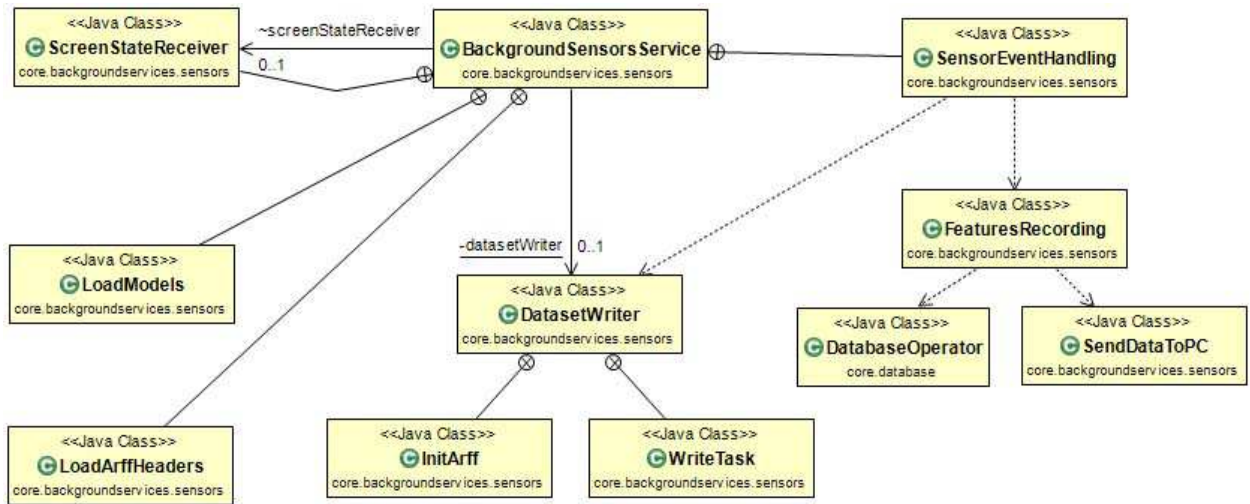 <<Java Class>>
ScreenStateReceiver
core.backgroundservices.sensors
~screenStateReceiver
0..1
<<Java Class>>
BackgroundSensorsService
core.backgroundservices.sensors
<<Java Class>>
SensorEventHandling
core.backgroundservices.sensors
<<Java Class>>
FeaturesRecording
core.backgroundservices.sensors
-datasetWriter
0..1
<<Java Class>>
LoadModels
core.backgroundservices.sensors
<<Java Class>>
DatasetWriter
core.backgroundservices.sensors
<<Java Class>>
DatabaseOperator
core.database
<<Java Class>>
SendDataToPC
core.backgroundservices.sensors
<<Java Class>>
LoadArffHeaders
core.backgroundservices.sensors
<<Java Class>>
InitArff
core.backgroundservices.sensors
<<Java Class>>
WriteTask
core.backgroundservices.sensors